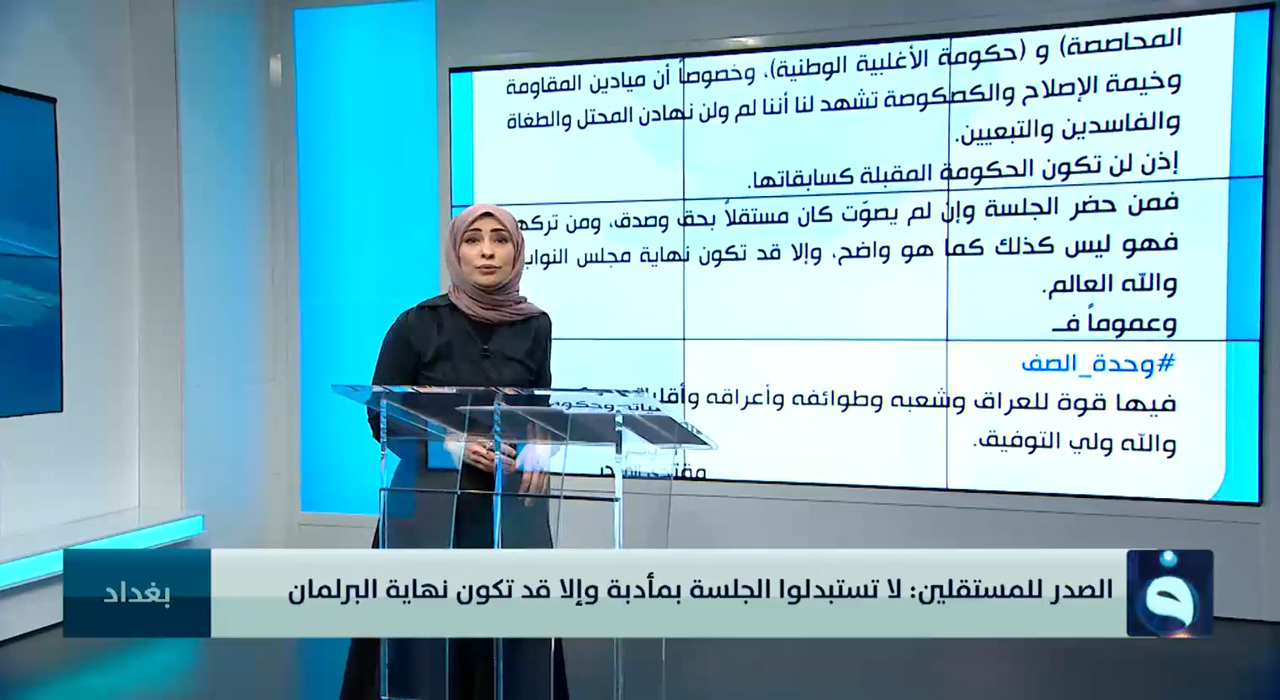 المحاصصة) و (حكومة الأغلبية الوطنية)، وخصوصاً أن ميادين المقاومة
وخيمة الإصلاح والكصكوصة تشهد لنا أننا لم ولن نهادن المحتل والطغاة
والفاسدين والتبعيين.
إذن لن تكون الحكومة المقبلة كسابقاتها.
فمن حضر الجلسة وإن لم يصوّت كان مستقلاً بحق وصدق، ومن تركها
فهو ليس كذلك كما هو واضح، وإلا قد تكون نهاية مجلس النواب
والله العالم.
وعموماً فــ
#وحدة_الصف
فيها قوة للعراق وشعبه وطوائفه وأعراقه
والله ولي التوفيق.
الصدر للمستقلين: لا تستبدلوا الجلسة بمأدبة وإلا قد تكون نهاية البرلمان
بغداد